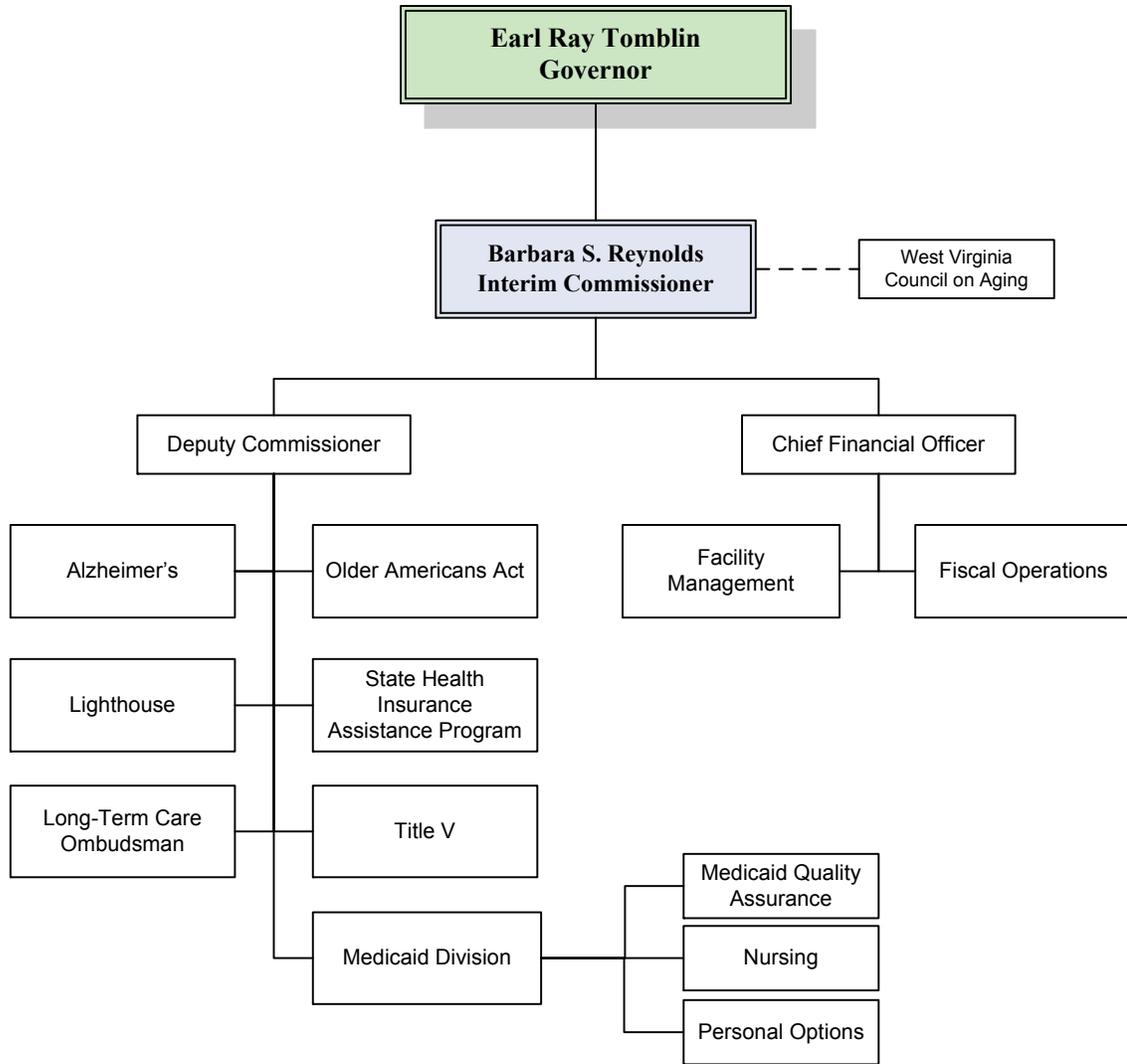 Earl Ray Tomblin
Governor
Barbara S. Reynolds
Interim Commissioner
West Virginia
Council on Aging
Deputy Commissioner
Chief Financial Officer
Alzheimer's
Older Americans Act
Facility
Management
Fiscal Operations
Lighthouse
State Health
Insurance
Assistance Program
Long-Term Care
Ombudsman
Title V
Medicaid Quality
Assurance
Medicaid Division
Nursing
Personal Options